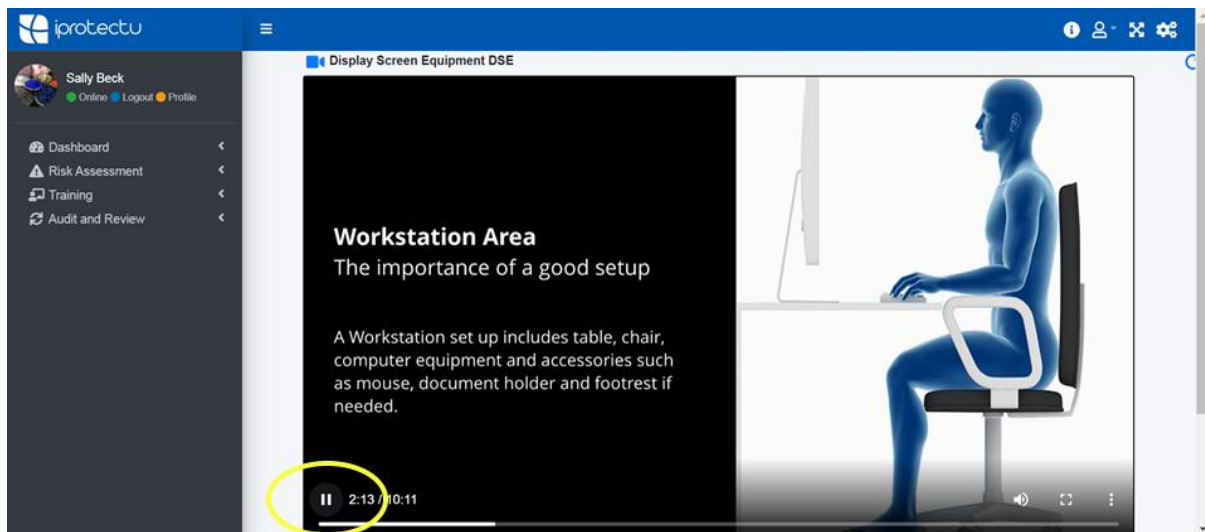 iprotectu
Sally Beck
Online Logout Profile
Dashboard
Risk Assessment
Training
Audit and Review
Display Screen Equipment DSE
Workstation Area
The importance of a good setup
A Workstation set up includes table, chair,
computer equipment and accessories such
as mouse, document holder and footrest if
needed.
2:13 / 10:11